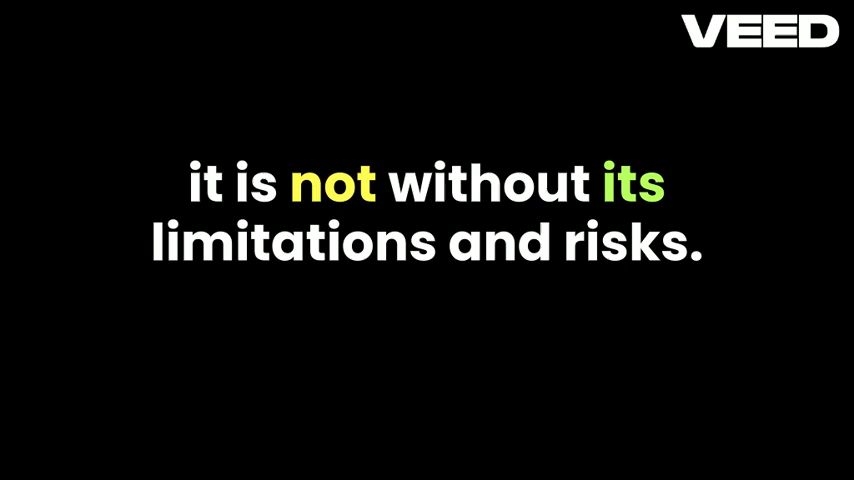 VEED
it is not without its
limitations and risks.